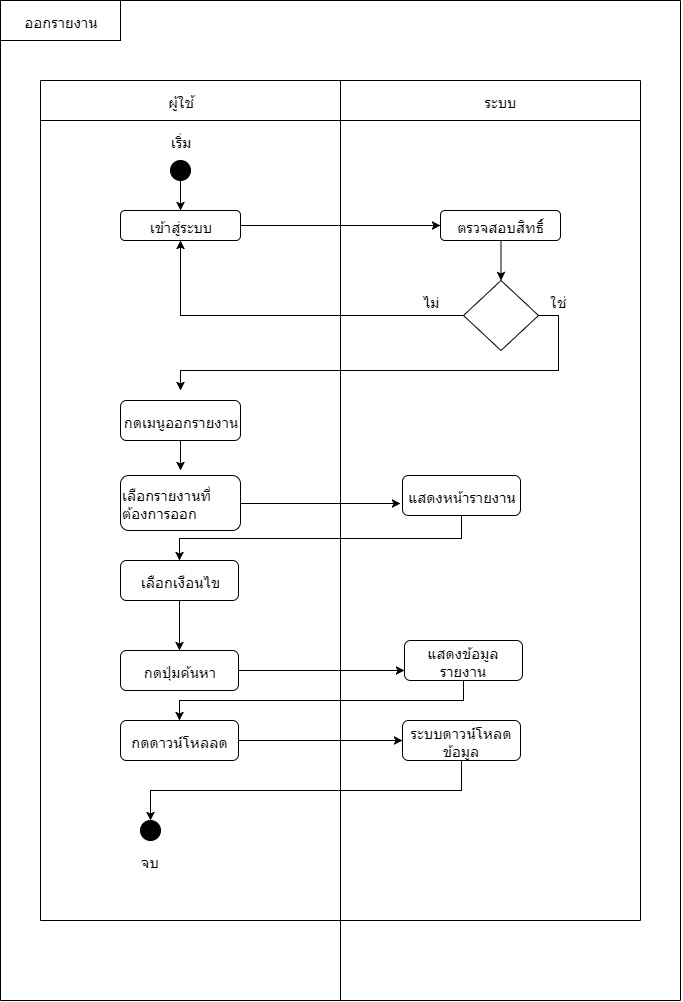 ออกรายงาน
ผู้ใช้
ระบบ
เริ่ม
เข้าสู่ระบบ
ตรวจสอบสิทธิ์
ไม่
ใช่
กดเมนูออกรายงาน
เลือกรายงานที่
ต้องการออก
แสดงหน้ารายงาน
เลือกเงือนไข
กดปุ่มค้นหา
แสดงข้อมูล
รายงาน
กดดาวน์โหลลด
ระบบดาวน์โหลด
ข้อมูล
จบ